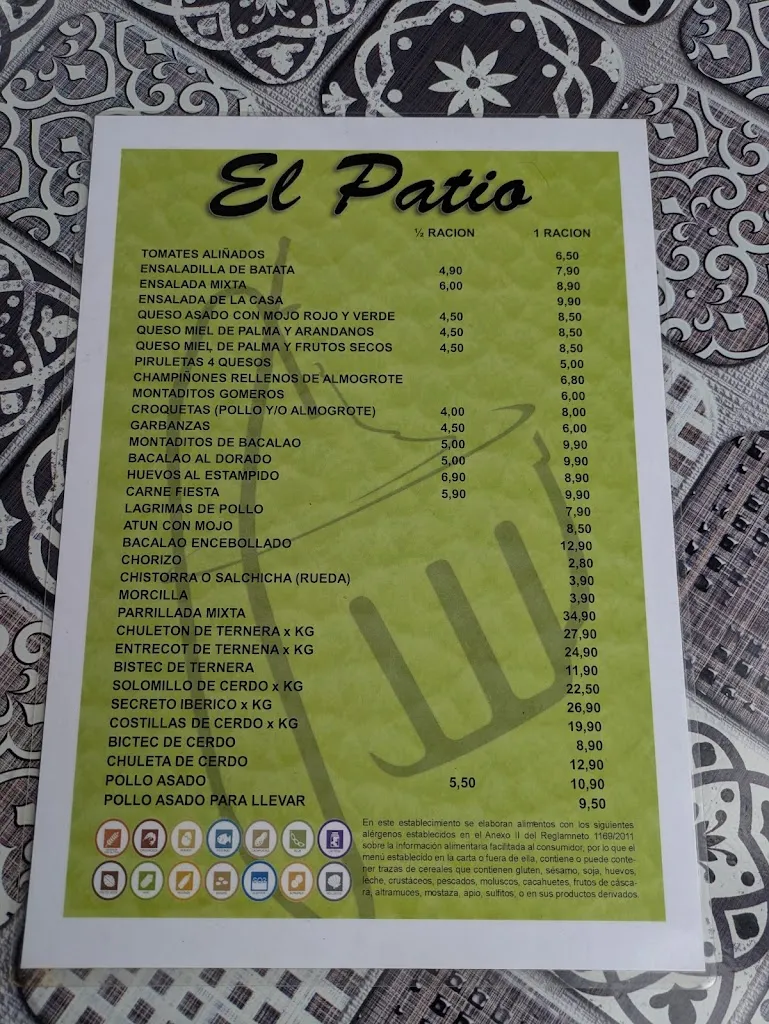 El Patio
½ RACION 1 RACION
TOMATES ALIÑADOS 6,50
ENSALADILLA DE BATATA 4,90 7,90
ENSALADA MIXTA 6,00 8,90
ENSALADA DE LA CASA 9,90
QUESO ASADO CON MOJO ROJO Y VERDE 4,50 8,50
QUESO MIEL DE PALMA Y ARANDANOS 4,50 8,50
QUESO MIEL DE PALMA Y FRUTOS SECOS 4,50 8,50
PIRULETAS 4 QUESOS 5,00
CHAMPIÑONES RELLENOS DE ALMOGROTE 6,80
MONTADITOS GOMEROS 6,00
CROQUETAS (POLLO Y/O ALMOGROTE) 4,00 8,00
GARBANZAS 4,50 6,00
MONTADITOS DE BACALAO 5,00 9,90
BACALAO AL DORADO 5,00 9,90
HUEVOS AL ESTAMPIDO 6,90 8,90
CARNE FIESTA 5,90 9,90
LAGRIMAS DE POLLO 7,90
ATUN CON MOJO 8,50
BACALAO ENCEBOLLADO 12,90
CHORIZO 2,80
CHISTORRA O SALCHICHA (RUEDA) 3,90
MORCILLA 3,90
PARRILLADA MIXTA 34,90
CHULETON DE TERNERA x KG 27,90
ENTRECOT DE TERNENA x KG 24,90
BISTEC DE TERNERA 11,90
SOLOMILLO DE CERDO x KG 22,50
SECRETO IBERICO x KG 26,90
COSTILLAS DE CERDO x KG 19,90
BICTEC DE CERDO 8,90
CHULETA DE CERDO 12,90
POLLO ASADO 5,50 10,90
POLLO ASADO PARA LLEVAR 9,50
En este establecimiento se elaboran alimentos con los siguientes
alérgenos establecidos en el Anexo II del Reglamneto 1169/2011
sobre la información alimentaria facilitada al consumidor, por lo que el
menú establecido en la carta o fuera de ella, contiene o puede conte-
ner trazas de cereales que contienen gluten, sésamo, soja, huevos,
leche, crustáceos, pescados, moluscos, cacahuetes, frutos de cásca-
ra, altramuces, mostaza, apio, sulfitos, o en sus productos derivados.